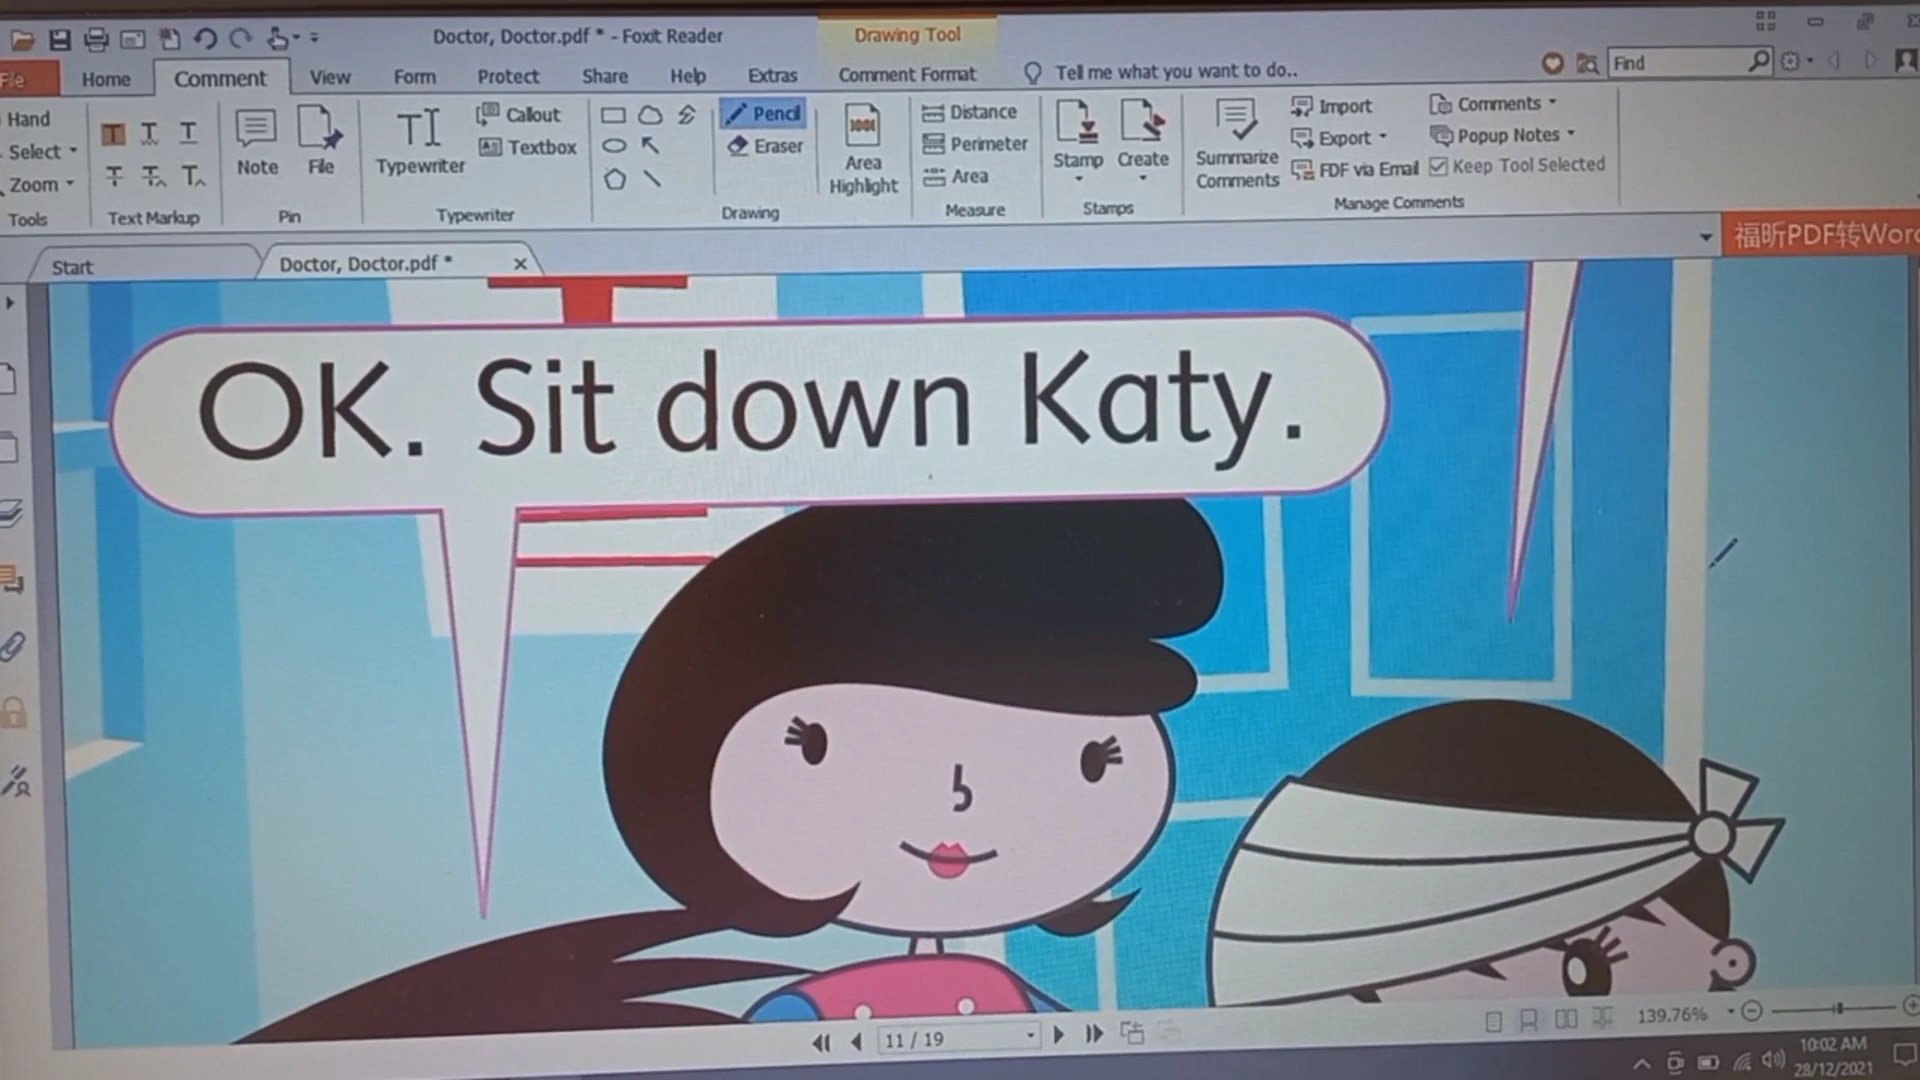 Doctor, Doctor.pdf * - Foxit Reader
Drawing Tool
File
Home
Comment
View
Form
Protect
Share
Help
Extras
Comment Format
Tell me what you want to do..
Find
Hand
Select
Zoom
Tools
Text Markup
Note
File
Pin
Typewriter
Callout
Textbox
Typewriter
Pencil
Eraser
Drawing
Area
Highlight
Distance
Perimeter
Area
Measure
Stamp
Create
Stamps
Summarize
Comments
Import
Export
FDF via Email
Comments
Popup Notes
Keep Tool Selected
Manage Comments
福昕PDF转Word
Start
Doctor, Doctor.pdf *
OK. Sit down Katy.
11 / 19
139.76%
10:02 AM
28/12/2021